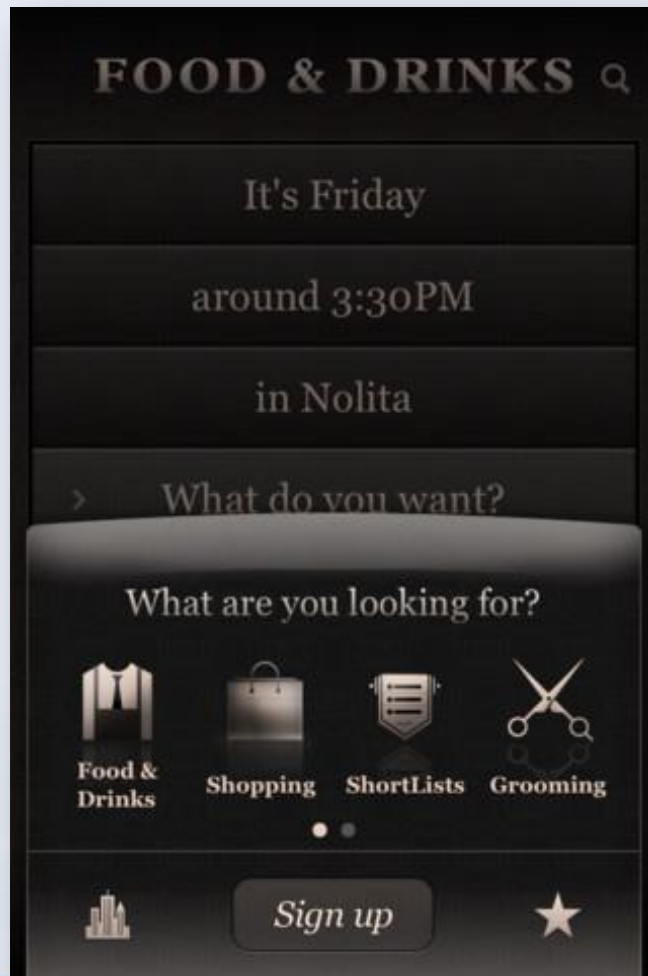 FOOD & DRINKS
It's Friday
around 3:30PM
in Nolita
What do you want?
What are you looking for?
Food &
Drinks
Shopping
ShortLists
Grooming
Sign up